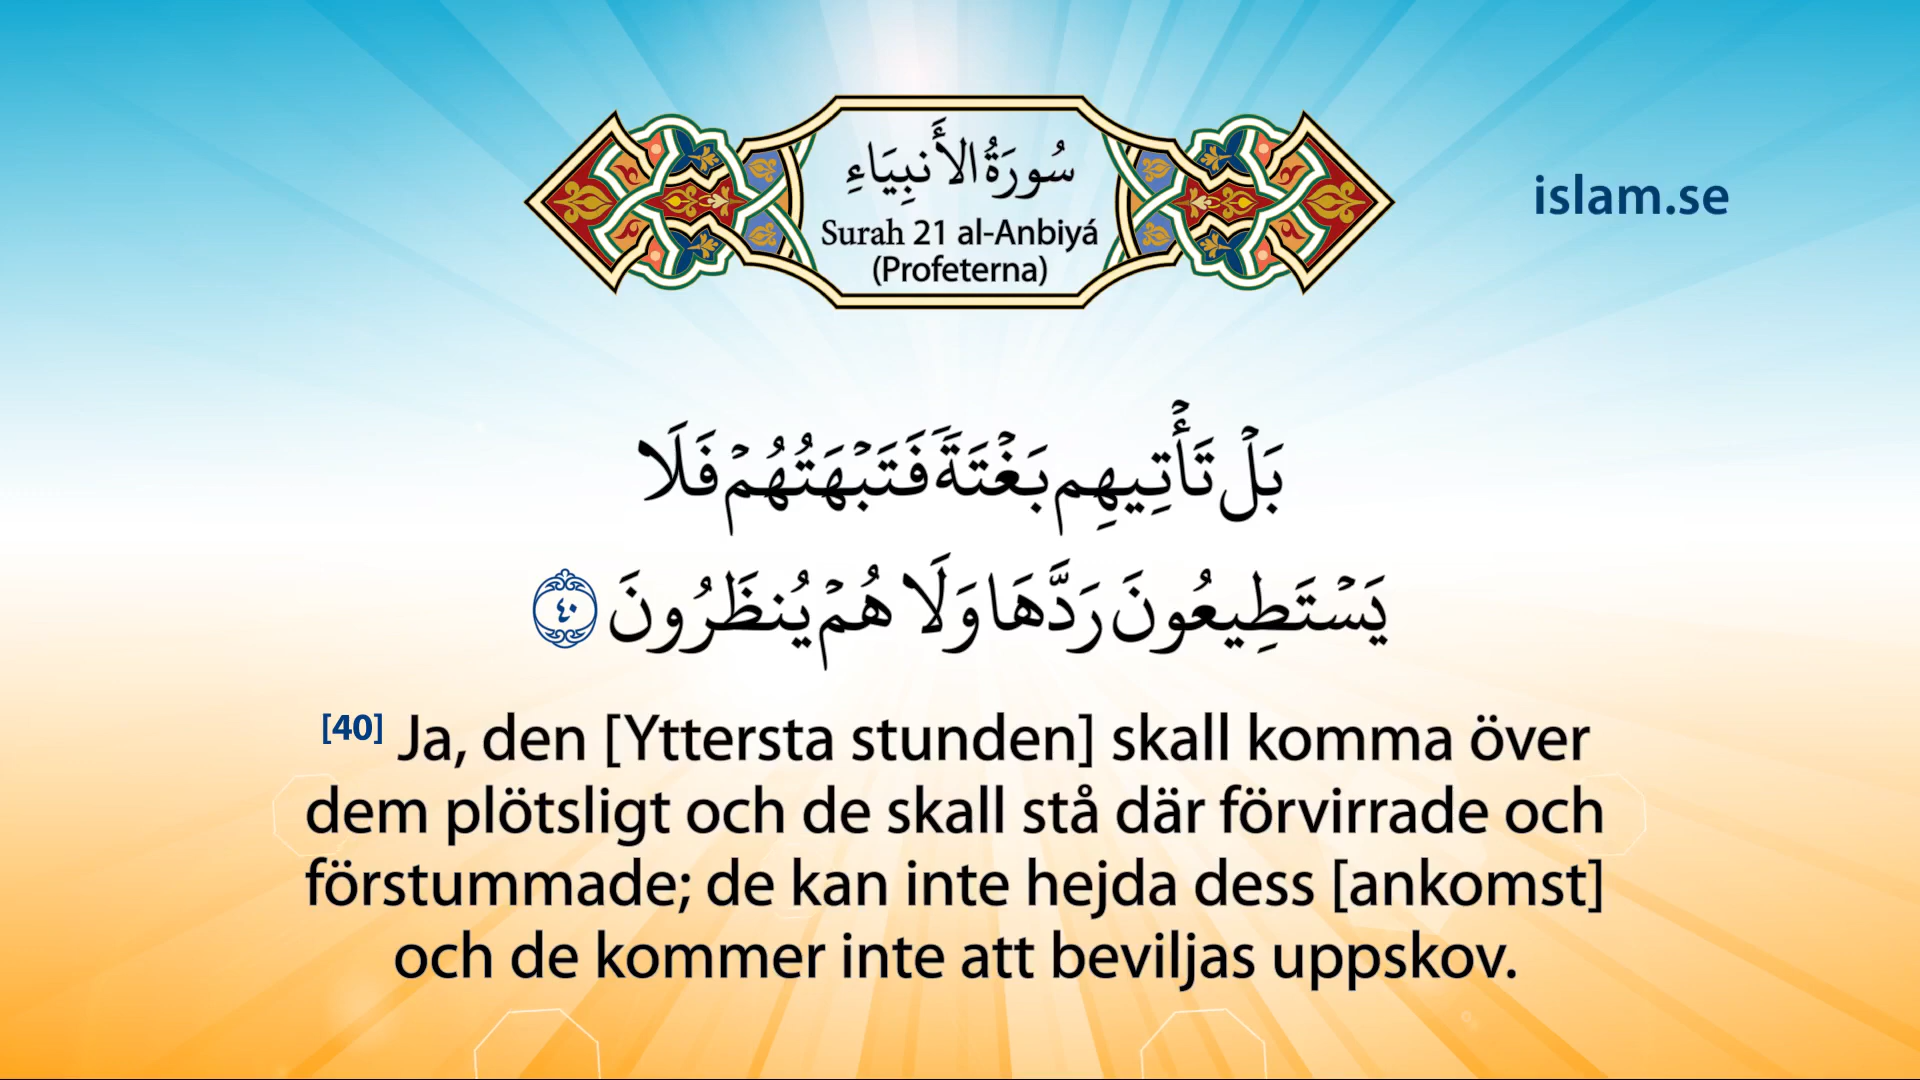 سُورَةُ الأَنبِيَاءِ
Surah 21 al-Anbiyá
(Profeterna)
islam.se
بَلۡ تَأۡتِيهِم بَغۡتَةٗ فَتَبۡهَتُهُمۡ فَلَا
يَسۡتَطِيعُونَ رَدَّهَا وَلَا هُمۡ يُنظَرُونَ ٤٠
[40] Ja, den [Yttersta stunden] skall komma över
dem plötsligt och de skall stå där förvirrade och
förstummade; de kan inte hejda dess [ankomst]
och de kommer inte att beviljas uppskov.